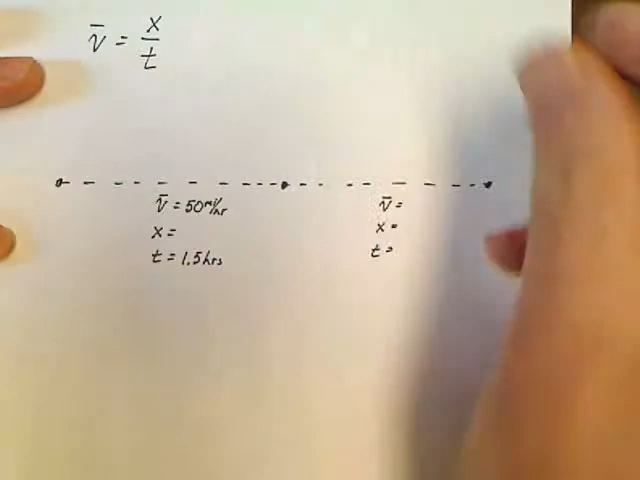 v̄ = x/t
v̄ = 50 mi/hr
x =
t = 1.5 hrs
v̄ =
x =
t =